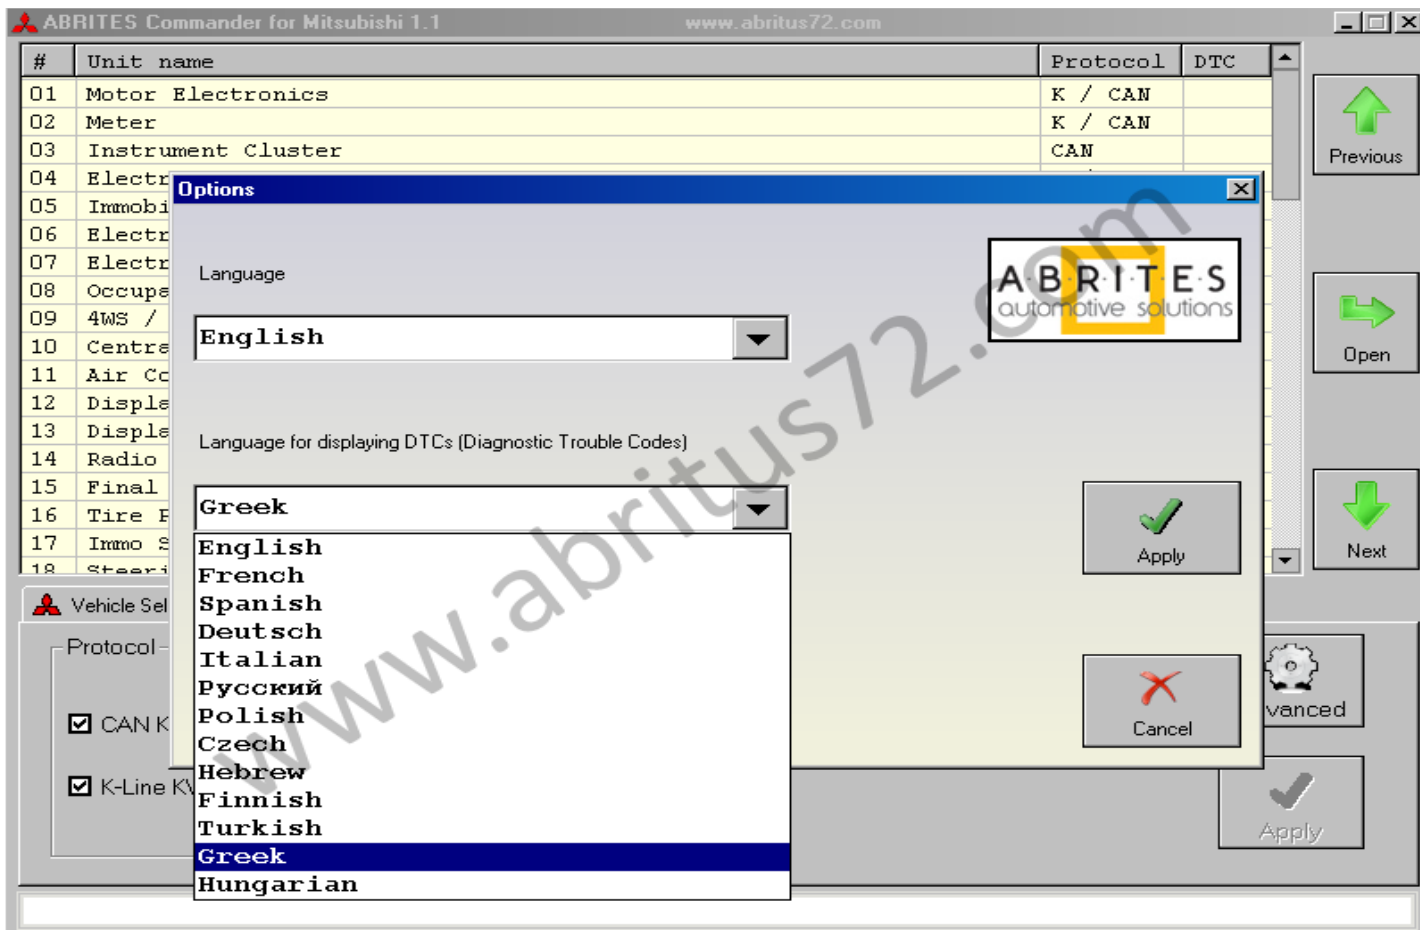 ABRITES Commander for Mitsubishi 1.1 www.abritus72.com
# Unit name Protocol DTC
01 Motor Electronics K / CAN
02 Meter K / CAN
03 Instrument Cluster CAN
04 Electr
05 Immobi
06 Electr
07 Electr
08 Occupa
09 4WS /
10 Centra
11 Air Co
12 Displa
13 Displa
14 Radio
15 Final
16 Tire P
17 Immo S
18 Steeri
Previous
Open
Next
Options
Language
English
A·B·R·I·T·E·S
automotive solutions
Language for displaying DTCs (Diagnostic Trouble Codes)
Greek
English
French
Spanish
Deutsch
Italian
Русский
Polish
Czech
Hebrew
Finnish
Turkish
Greek
Hungarian
Apply
Cancel
Vehicle Sel
Protocol
CAN K
K-Line KW
vanced
Apply
www.abritus72.com